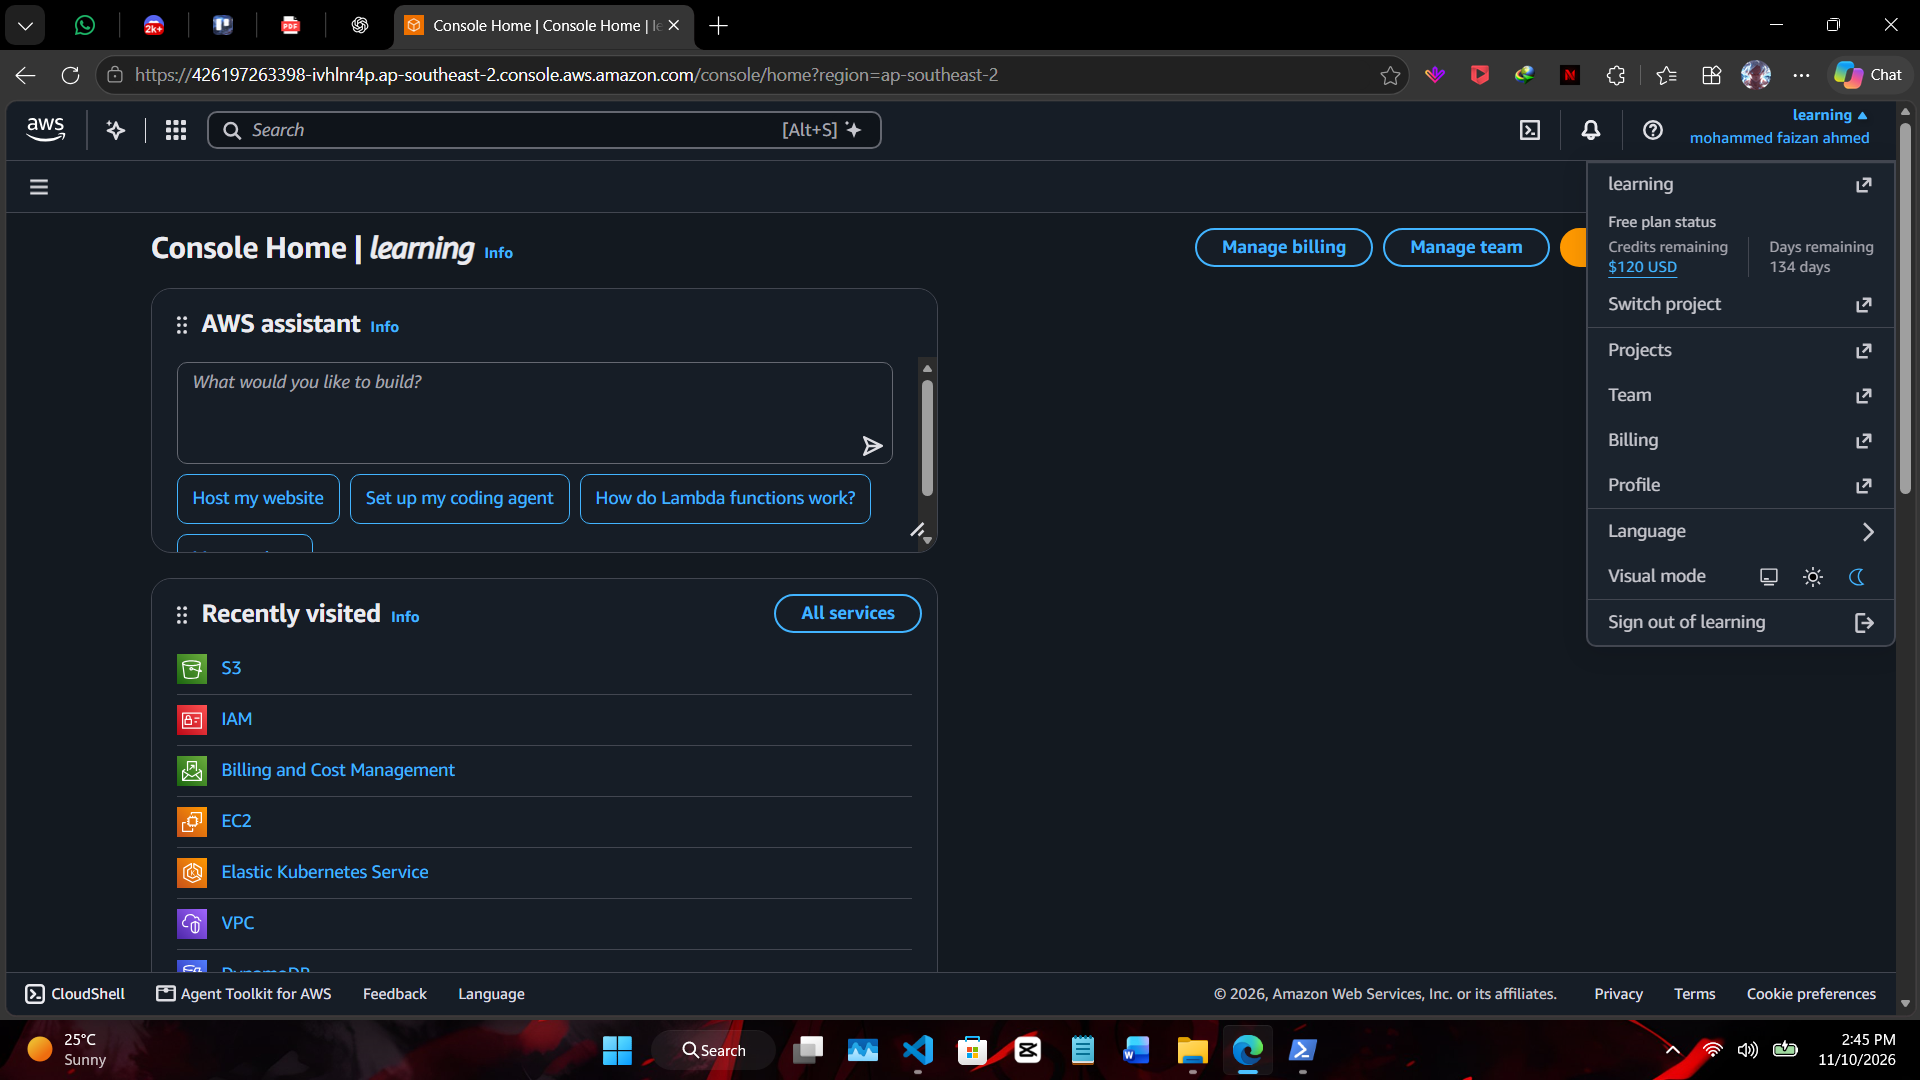 2k+
PDF
Console Home | Console Home | le
https://426197263398-ivhlnr4p.ap-southeast-2.console.aws.amazon.com/console/home?region=ap-southeast-2
N
Chat
aws
Search
[Alt+S]
learning
mohammed faizan ahmed
learning
Free plan status
Credits remaining
Days remaining
$120 USD
134 days
Switch project
Projects
Team
Billing
Profile
Language
Visual mode
Sign out of learning
Console Home | learning Info
Manage billing
Manage team
AWS assistant Info
What would you like to build?
Host my website
Set up my coding agent
How do Lambda functions work?
Recently visited Info
All services
S3
IAM
Billing and Cost Management
EC2
Elastic Kubernetes Service
VPC
DynamoDB
CloudShell
Agent Toolkit for AWS
Feedback
Language
© 2026, Amazon Web Services, Inc. or its affiliates.
Privacy
Terms
Cookie preferences
25°C
Sunny
Search
2:45 PM
11/10/2026